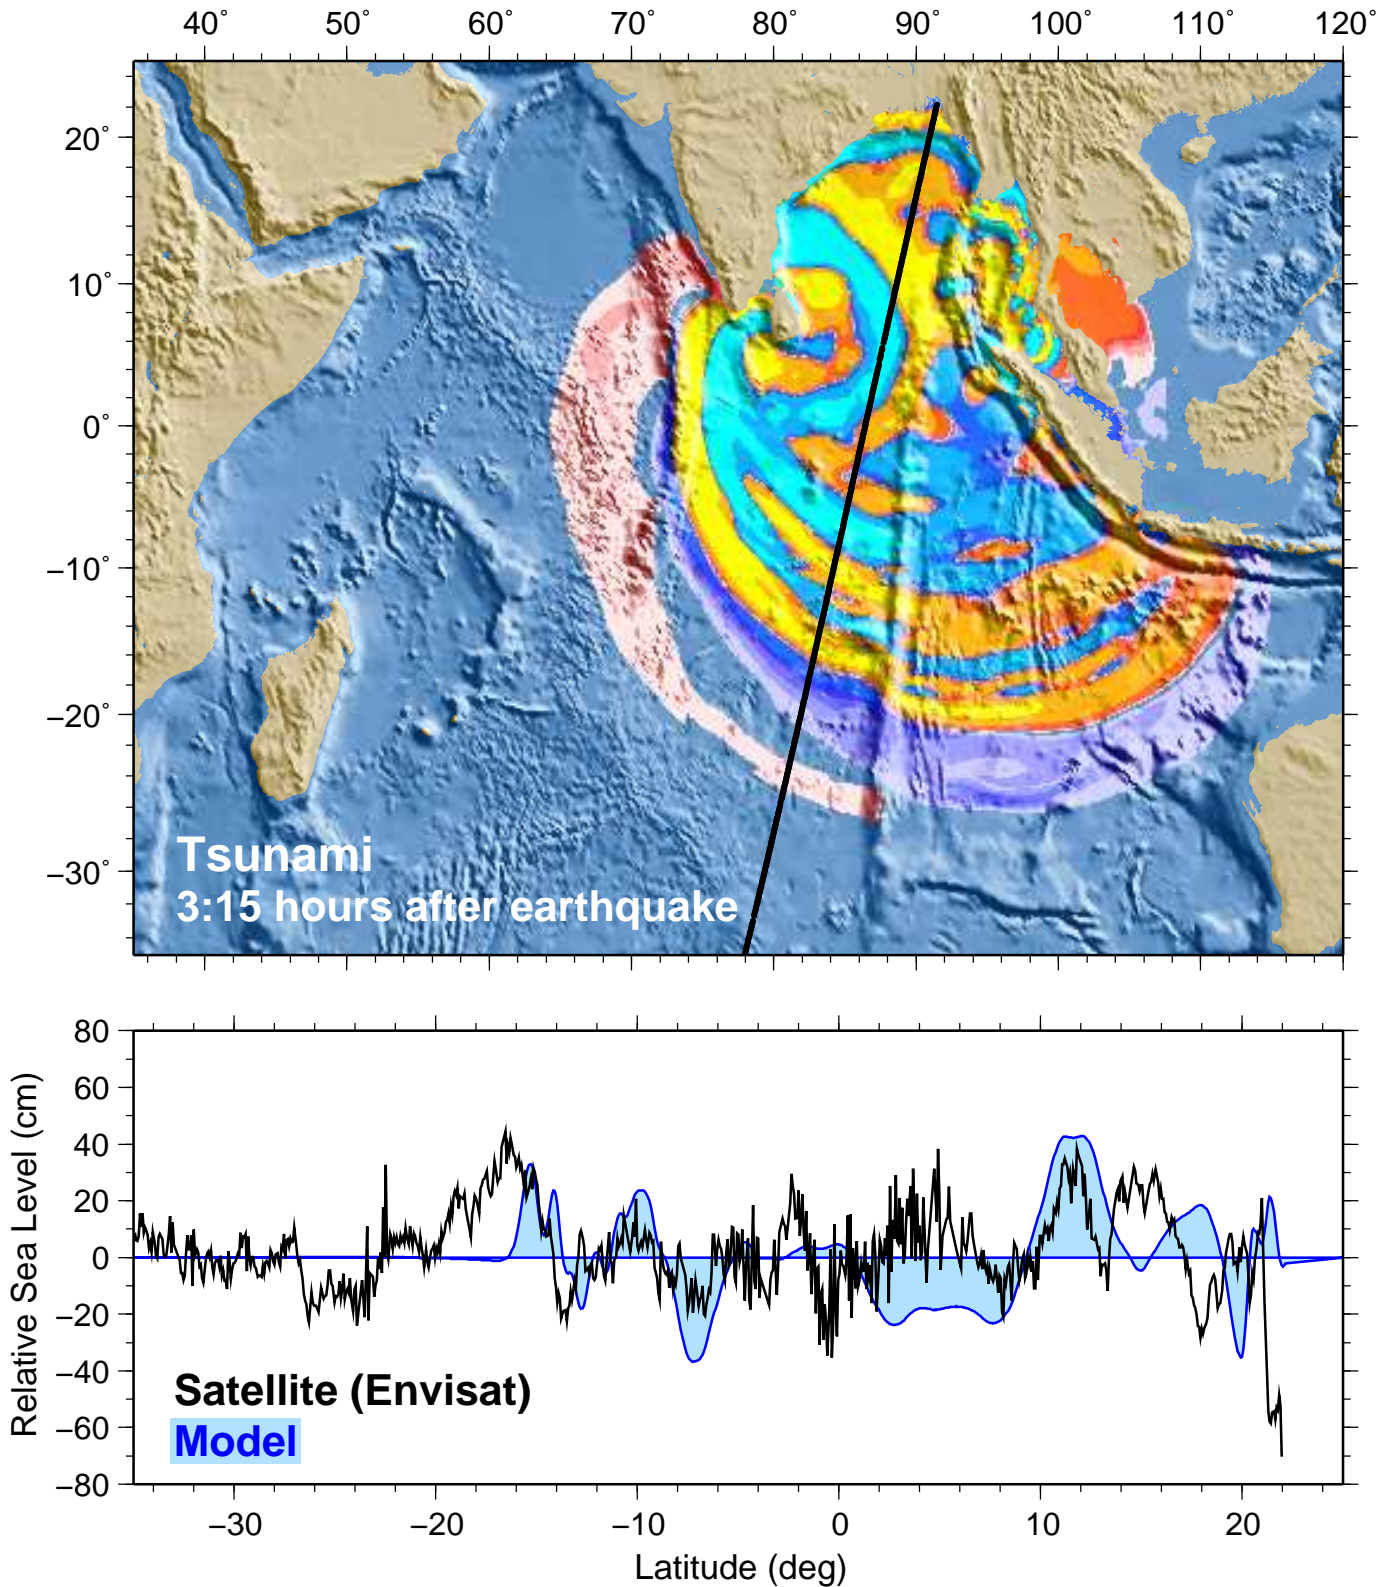 40° 50° 60° 70° 80° 90° 100° 110° 120°
20°
10°
0°
−10°
−20°
−30°
Tsunami
3:15 hours after earthquake
80
60
40
20
0
−20
−40
−60
−80
Relative Sea Level (cm)
Satellite (Envisat)
Model
−30 −20 −10 0 10 20
Latitude (deg)